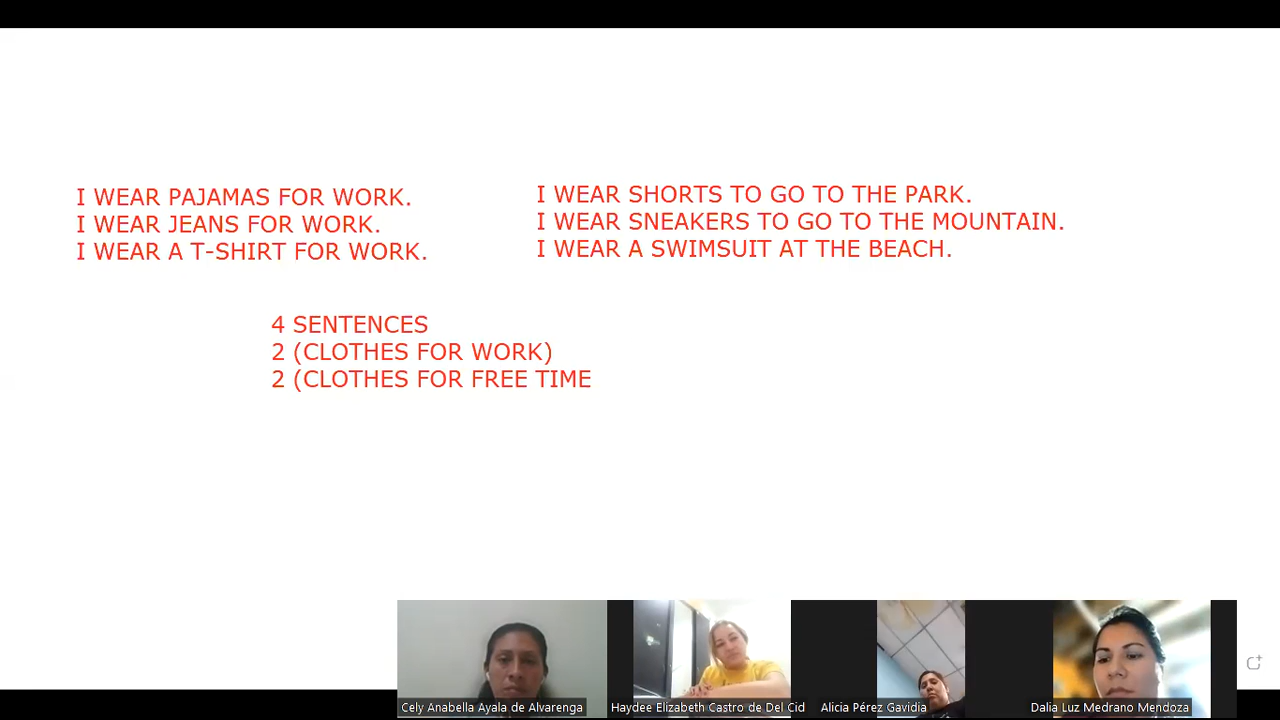 I WEAR PAJAMAS FOR WORK.
I WEAR JEANS FOR WORK.
I WEAR A T-SHIRT FOR WORK.
I WEAR SHORTS TO GO TO THE PARK.
I WEAR SNEAKERS TO GO TO THE MOUNTAIN.
I WEAR A SWIMSUIT AT THE BEACH.
4 SENTENCES
2 (CLOTHES FOR WORK)
2 (CLOTHES FOR FREE TIME
Cely Anabella Ayala de Alvarenga
Haydee Elizabeth Castro de Del Cid
Alicia Pérez Gavidia
Dalia Luz Medrano Mendoza